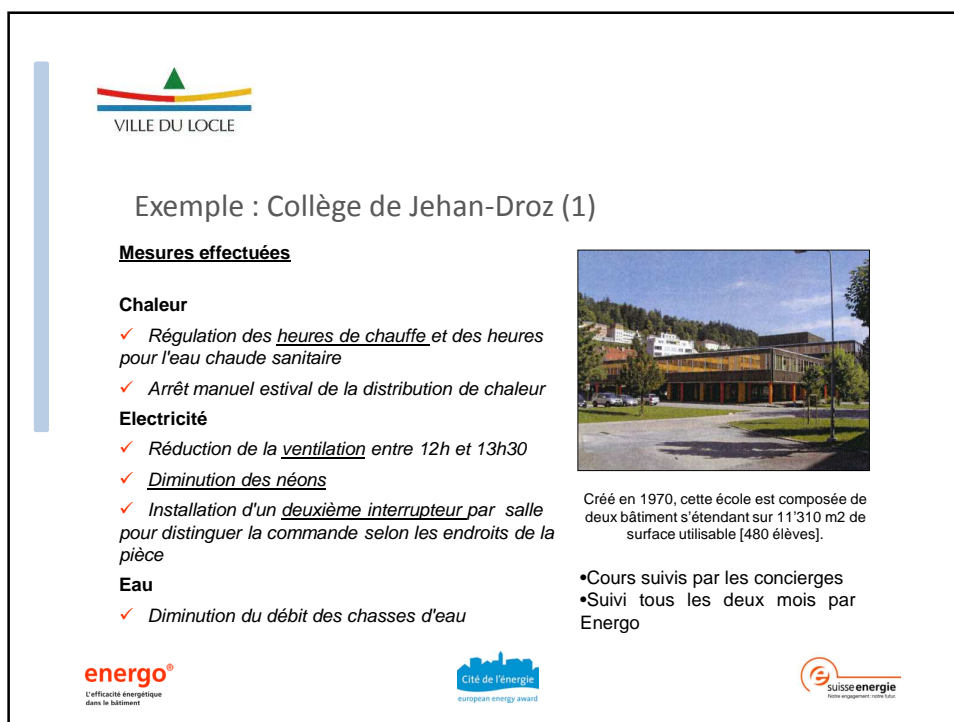 VILLE DU LOCLE
Exemple : Collège de Jehan-Droz (1)
Mesures effectuées
Chaleur
✓ Régulation des heures de chauffe et des heures
pour l'eau chaude sanitaire
✓ Arrêt manuel estival de la distribution de chaleur
Electricité
✓ Réduction de la ventilation entre 12h et 13h30
✓ Diminution des néons
✓ Installation d'un deuxième interrupteur par salle
pour distinguer la commande selon les endroits de la
pièce
Eau
✓ Diminution du débit des chasses d'eau
Créé en 1970, cette école est composée de
deux bâtiment s'étendant sur 11'310 m2 de
surface utilisable [480 élèves].
•Cours suivis par les concierges
•Suivi tous les deux mois par
Energo
energo®
L'efficacité énergétique
dans le bâtiment
Cité de l'énergie
european energy award
suisseenergie
Notre engagement : notre futur.